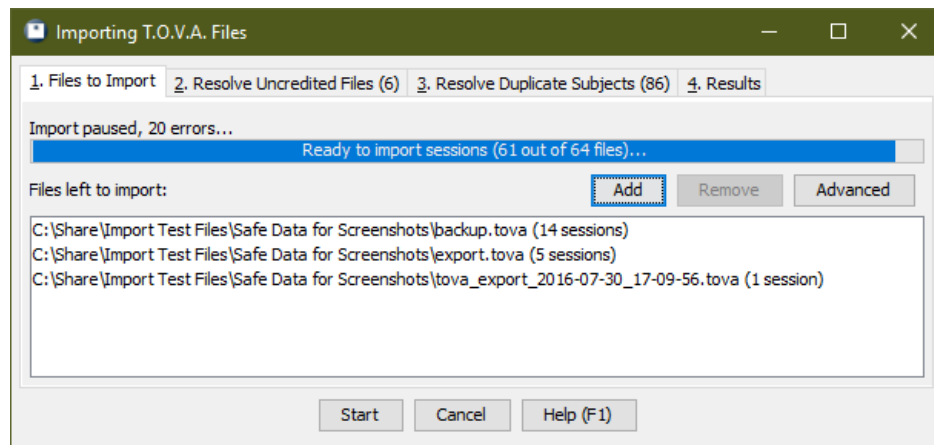 Importing T.O.V.A. Files
1. Files to Import 2. Resolve Uncredited Files (6) 3. Resolve Duplicate Subjects (86) 4. Results
Import paused, 20 errors...
Ready to import sessions (61 out of 64 files)...
Files left to import: Add Remove Advanced
C:\Share\Import Test Files\Safe Data for Screenshots\backup.tova (14 sessions)
C:\Share\Import Test Files\Safe Data for Screenshots\export.tova (5 sessions)
C:\Share\Import Test Files\Safe Data for Screenshots\tova_export_2016-07-30_17-09-56.tova (1 session)
Start Cancel Help (F1)